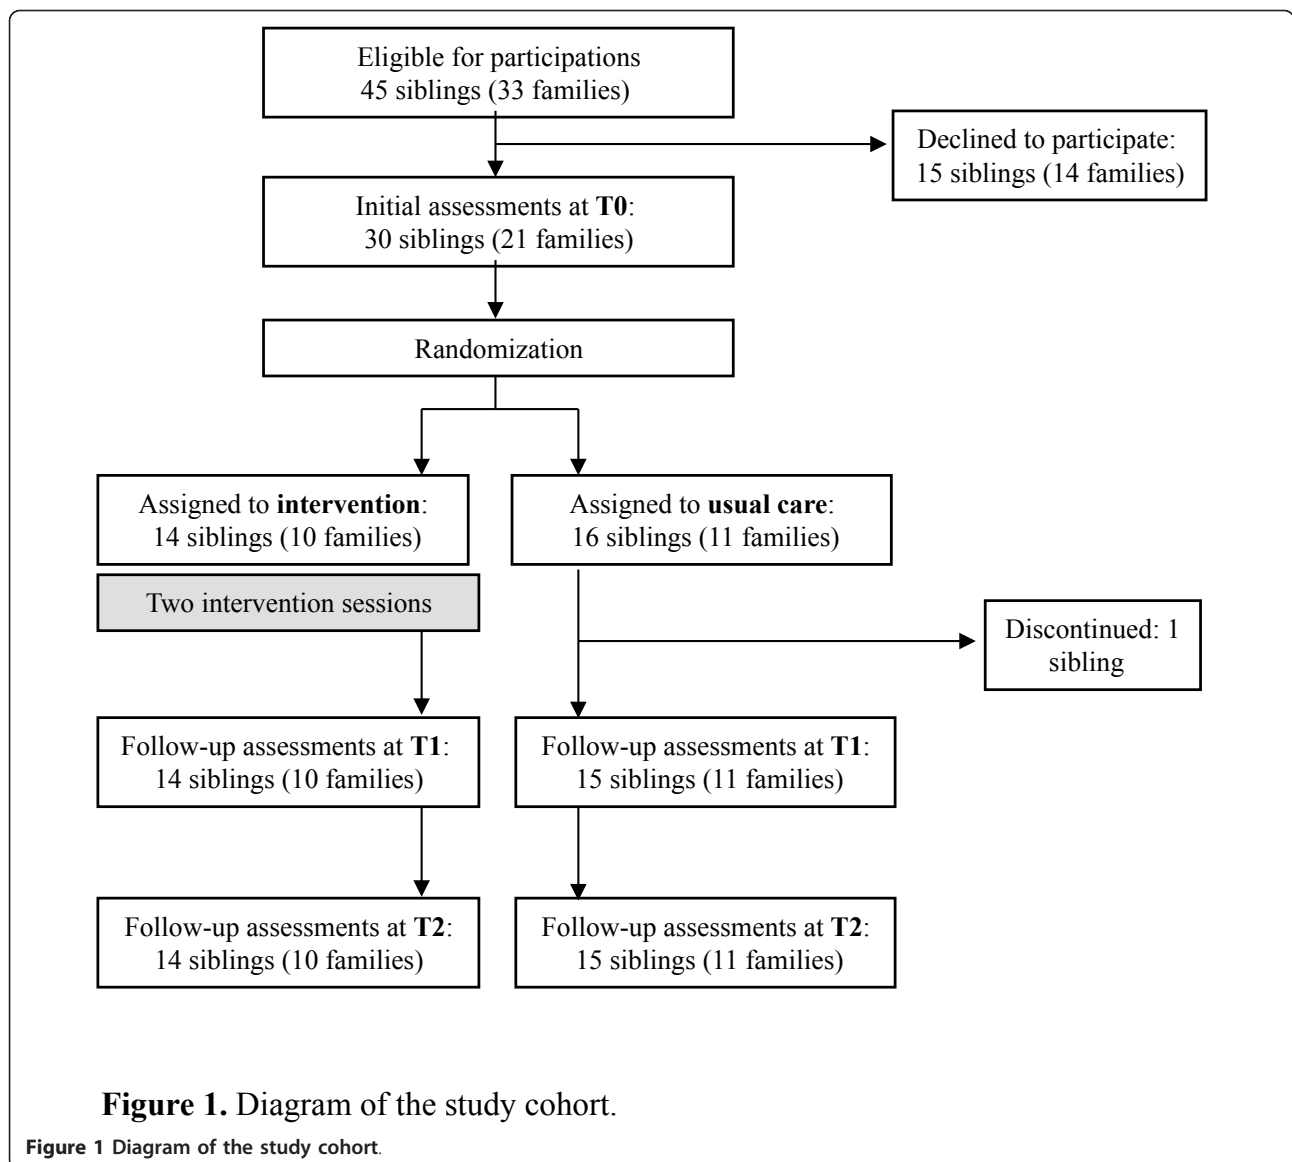 Eligible for participations
45 siblings (33 families)
Declined to participate:
15 siblings (14 families)
Initial assessments at T0:
30 siblings (21 families)
Randomization
Assigned to intervention:
14 siblings (10 families)
Assigned to usual care:
16 siblings (11 families)
Two intervention sessions
Discontinued: 1
sibling
Follow-up assessments at T1:
14 siblings (10 families)
Follow-up assessments at T1:
15 siblings (11 families)
Follow-up assessments at T2:
14 siblings (10 families)
Follow-up assessments at T2:
15 siblings (11 families)
Figure 1. Diagram of the study cohort.
Figure 1 Diagram of the study cohort.